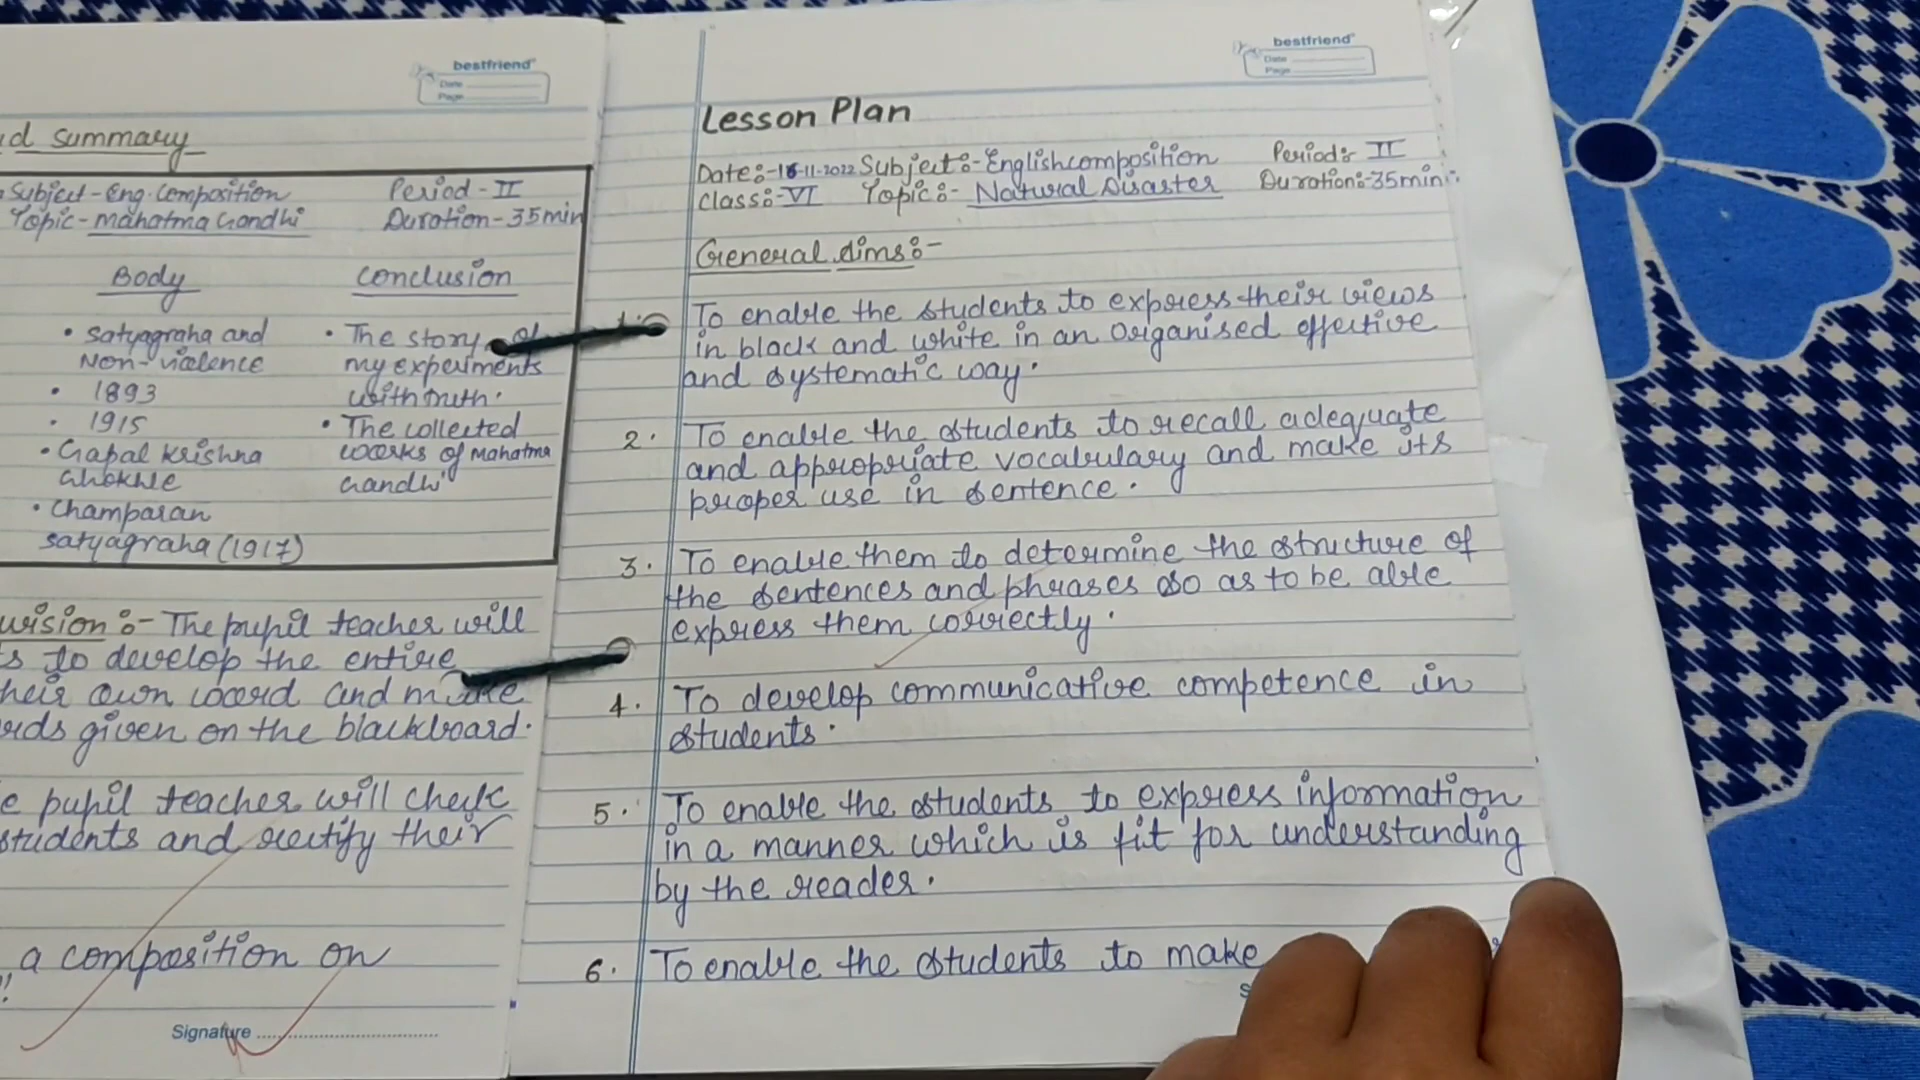 bestfriend
Date
Page
d summary
Subject - Eng. Composition Period - II
Topic - Mahatma Gandhi Duration - 35min
Body Conclusion
• Satyagraha and
Non-violence
• 1893
• 1915
• Gapal Krishna
Ghokhle
• Champaran
Satyagraha (1917)
• The story of
my expeiments
with truth.
• The collected
works of Mahatma
Gandhi
vision :- The pupil teacher will
s to develop the entire
heir own word and make
rds given on the blackboard.
e pupil teacher will check
students and rectify their
a composition on
Signature
bestfriend
Date
Page
Lesson Plan
Date:- -11-2022 Subject:- English composition Period:- II
Class:- VI Topic:- Natural Disaster Duration:- 35min:
General Aims:-
1. To enable the students to express their views
in black and white in an organised effective
and systematic way.
2. To enable the students to recall adequate
and appropriate vocabulary and make its
proper use in sentence.
3. To enable them to determine the structure of
the sentences and phrases so as to be able
express them correctly.
4. To develop communicative competence in
students.
5. To enable the students to express information
in a manner which is fit for understanding
by the reader.
6. To enable the students to make
S